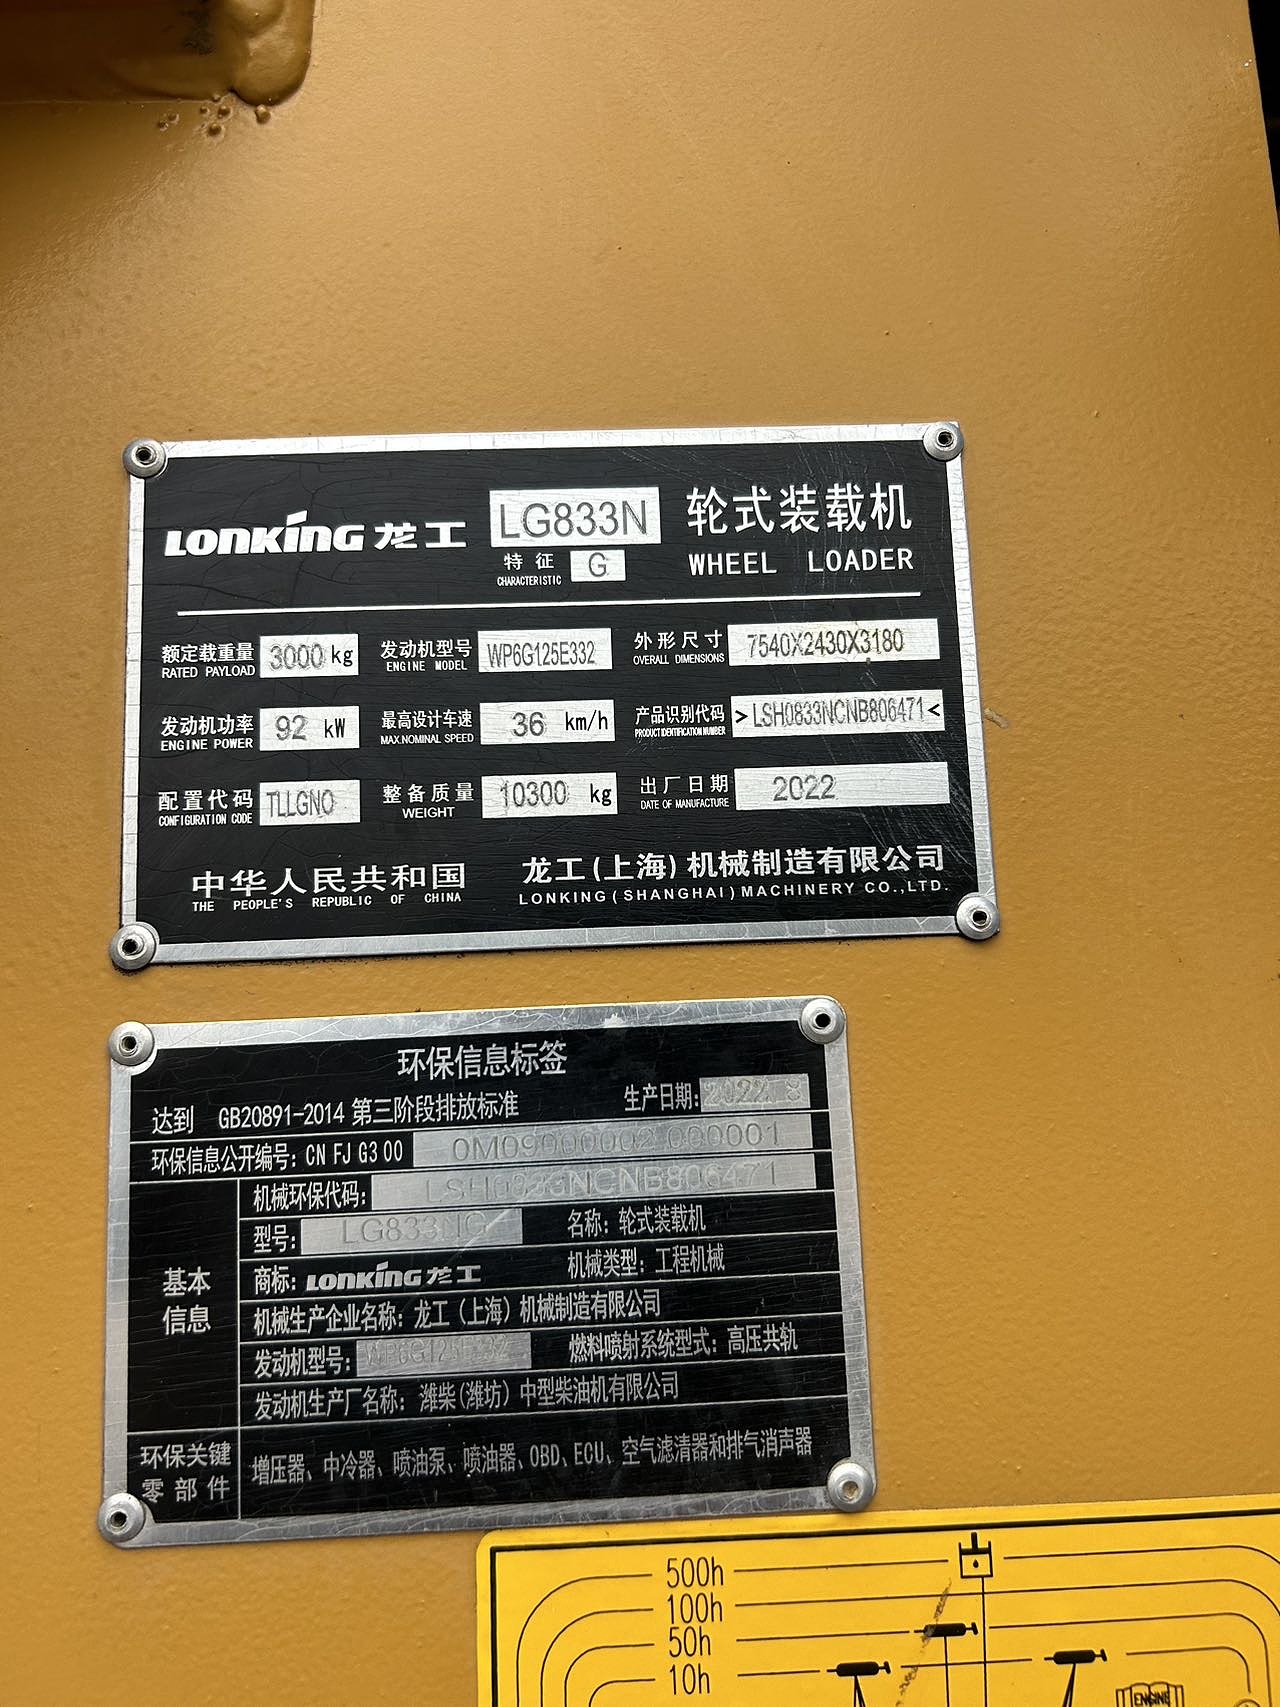 LONKING 龙工 LG833N 轮式装载机
特征 G WHEEL LOADER
CHARACTERISTIC
额定载重量 3000 kg 发动机型号 WP6G125E332 外形尺寸 7540X2430X3180
RATED PAYLOAD ENGINE MODEL OVERALL DIMENSIONS
发动机功率 92 kW 最高设计车速 36 km/h 产品识别代码 >LSH0833NCNB806471<
ENGINE POWER MAX.NOMINAL SPEED PRODUCT IDENTIFICATION NUMBER
配置代码 TLLGNO 整备质量 10300 kg 出厂日期 2022
CONFIGURATION CODE WEIGHT DATE OF MANUFACTURE
中华人民共和国 龙工(上海)机械制造有限公司
THE PEOPLE'S REPUBLIC OF CHINA LONKING(SHANGHAI)MACHINERY CO.,LTD.
环保信息标签
达到 GB20891-2014 第三阶段排放标准 生产日期: 2022 8
环保信息公开编号: CN FJ G3 00 0M09000002 000001
机械环保代码: LSH0833NCNB806471
型号: LG833NG 名称: 轮式装载机
商标: LONKING 龙工 机械类型: 工程机械
基本信息
机械生产企业名称: 龙工(上海)机械制造有限公司
发动机型号: WP6G125E332 燃料喷射系统型式: 高压共轨
发动机生产厂名称: 潍柴(潍坊)中型柴油机有限公司
环保关键零部件
增压器、中冷器、喷油泵、喷油器、OBD、ECU、空气滤清器和排气消声器
500h
100h
50h
10h
ENGINE